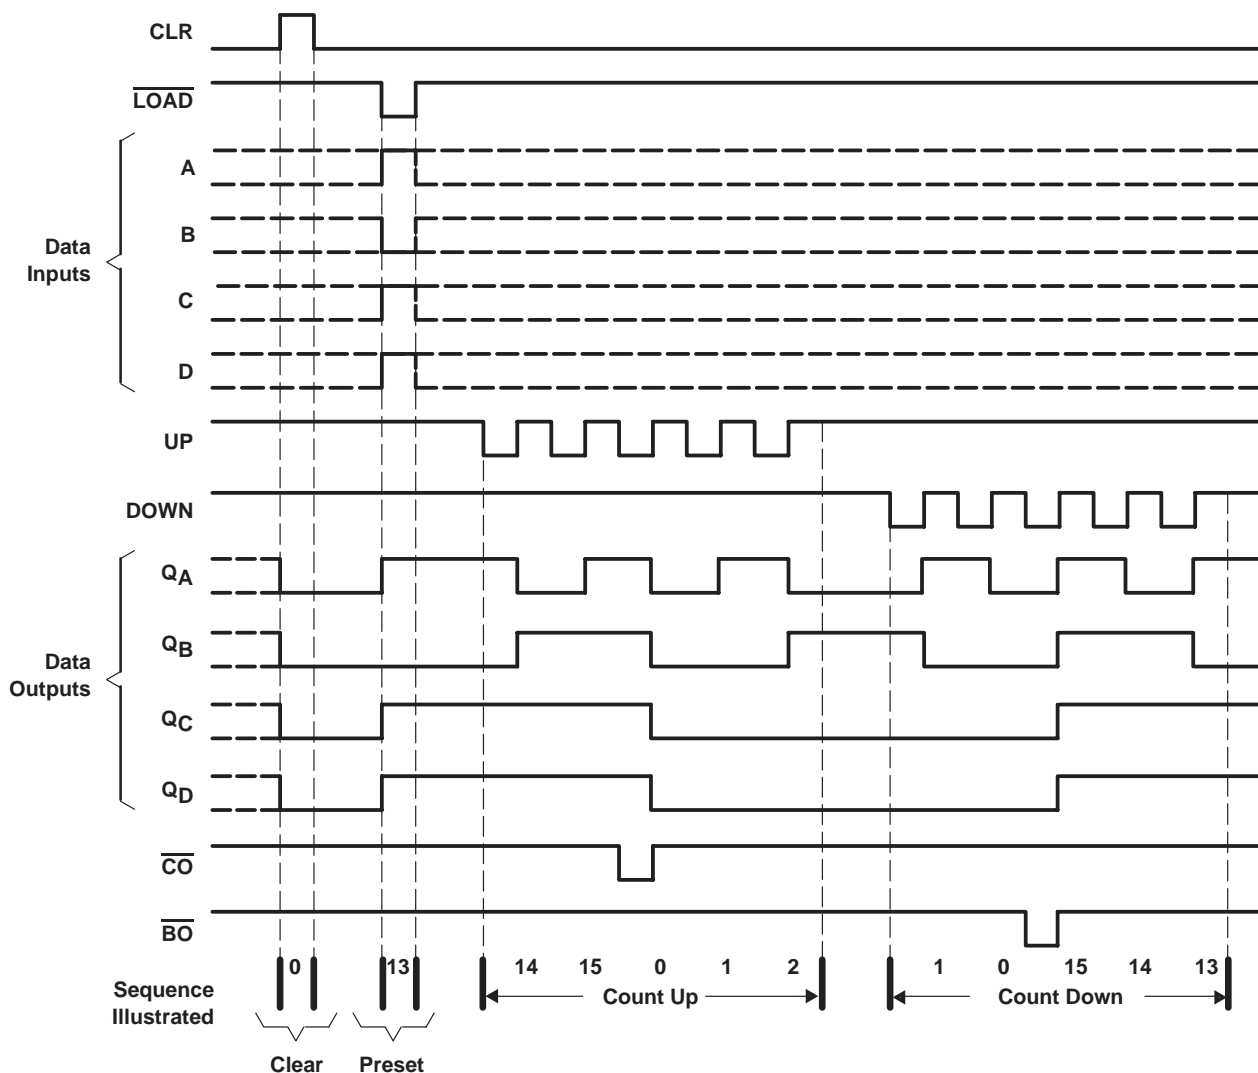 CLR
LOAD
A
B
Data
Inputs
C
D
UP
DOWN
QA
QB
Data
Outputs
QC
QD
CO
BO
0 13 14 15 0 1 2 1 0 15 14 13
Sequence
Illustrated
Count Up Count Down
Clear Preset